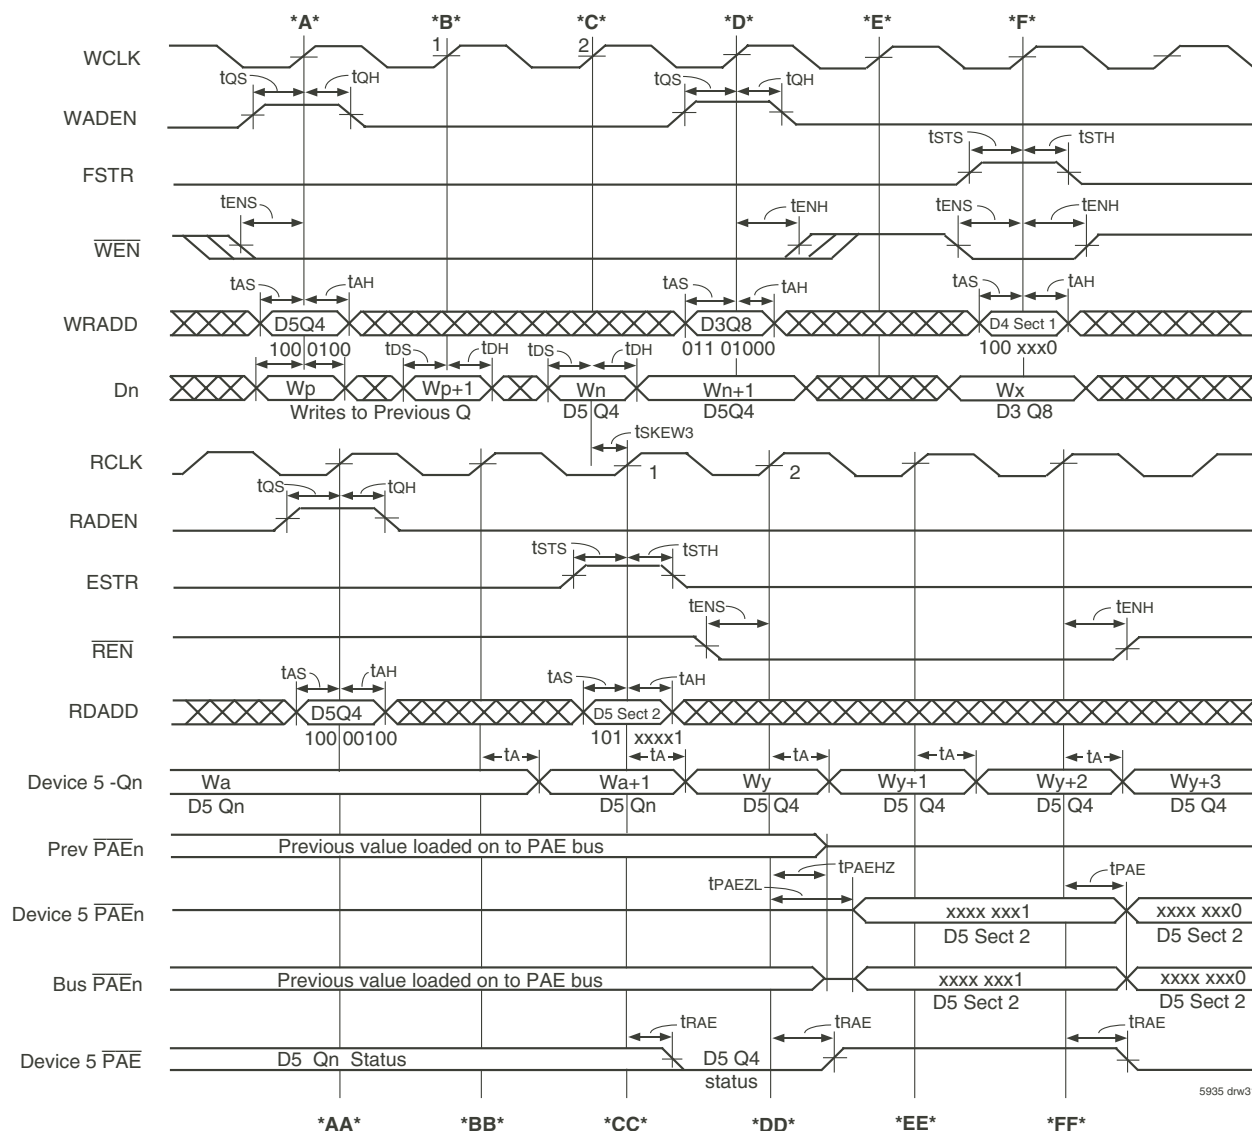 *A* *B* *C* *D* *E* *F*
WCLK 1 2
tQS tQH tQS tQH
WADEN
tSTS tSTH
FSTR
tENS tENH tENS tENH
WEN
tAS tAH tAS tAH tAS tAH
WRADD D5Q4 D3Q8 D4 Sect 1
100 0100 tDS tDH tDS tDH 011 01000 100 xxx0
Dn Wp Wp+1 Wn Wn+1 Wx
Writes to Previous Q D5 Q4 D5Q4 D3 Q8
tSKEW3
RCLK 1 2
tQS tQH
RADEN
tSTS tSTH
ESTR
tENS tENH
REN
tAS tAH tAS tAH
RDADD D5Q4 D5 Sect 2
100 00100 101 xxxx1
tA tA tA tA tA
Device 5 -Qn Wa Wa+1 Wy Wy+1 Wy+2 Wy+3
D5 Qn D5 Qn D5 Q4 D5 Q4 D5 Q4 D5 Q4
Prev PAEn Previous value loaded on to PAE bus
tPAEHZ tPAE
tPAEZL
Device 5 PAEn xxxx xxx1 xxxx xxx0
D5 Sect 2 D5 Sect 2
Bus PAEn Previous value loaded on to PAE bus xxxx xxx1 xxxx xxx0
D5 Sect 2 D5 Sect 2
tRAE tRAE tRAE
Device 5 PAE D5 Qn Status D5 Q4
status
5935 drw3
*AA* *BB* *CC* *DD* *EE* *FF*